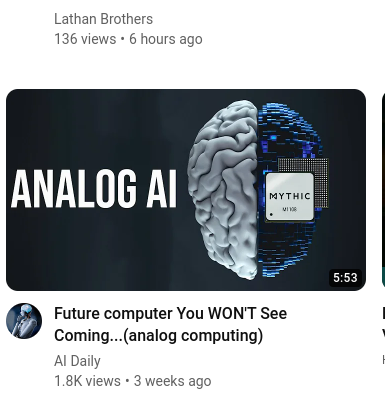 Lathan Brothers
136 views • 6 hours ago
ANALOG AI
MYTHIC
M1108
5:53
Future computer You WON'T See
Coming...(analog computing)
AI Daily
1.8K views • 3 weeks ago